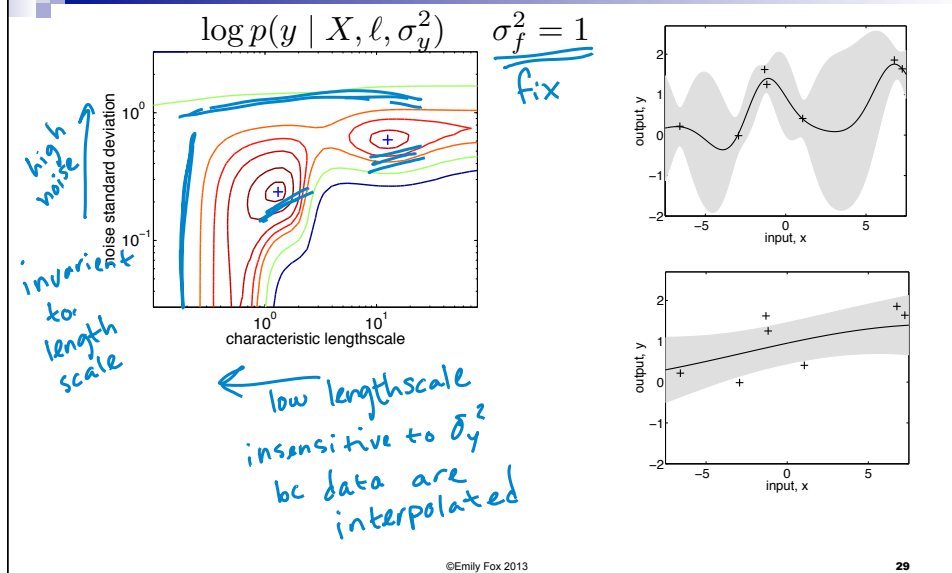 log p(y | X, ℓ, σ_y^2) σ_f^2 = 1
fix
10^0
10^-1
noise standard deviation
10^0 10^1
characteristic lengthscale
high
noise
invarient
to
length
scale
low lengthscale
insensitive to σ_y^2
bc data are
interpolated
2
1
0
−1
−2
output, y
−5 0 5
input, x
2
1
0
−1
−2
output, y
−5 0 5
input, x
©Emily Fox 2013
29